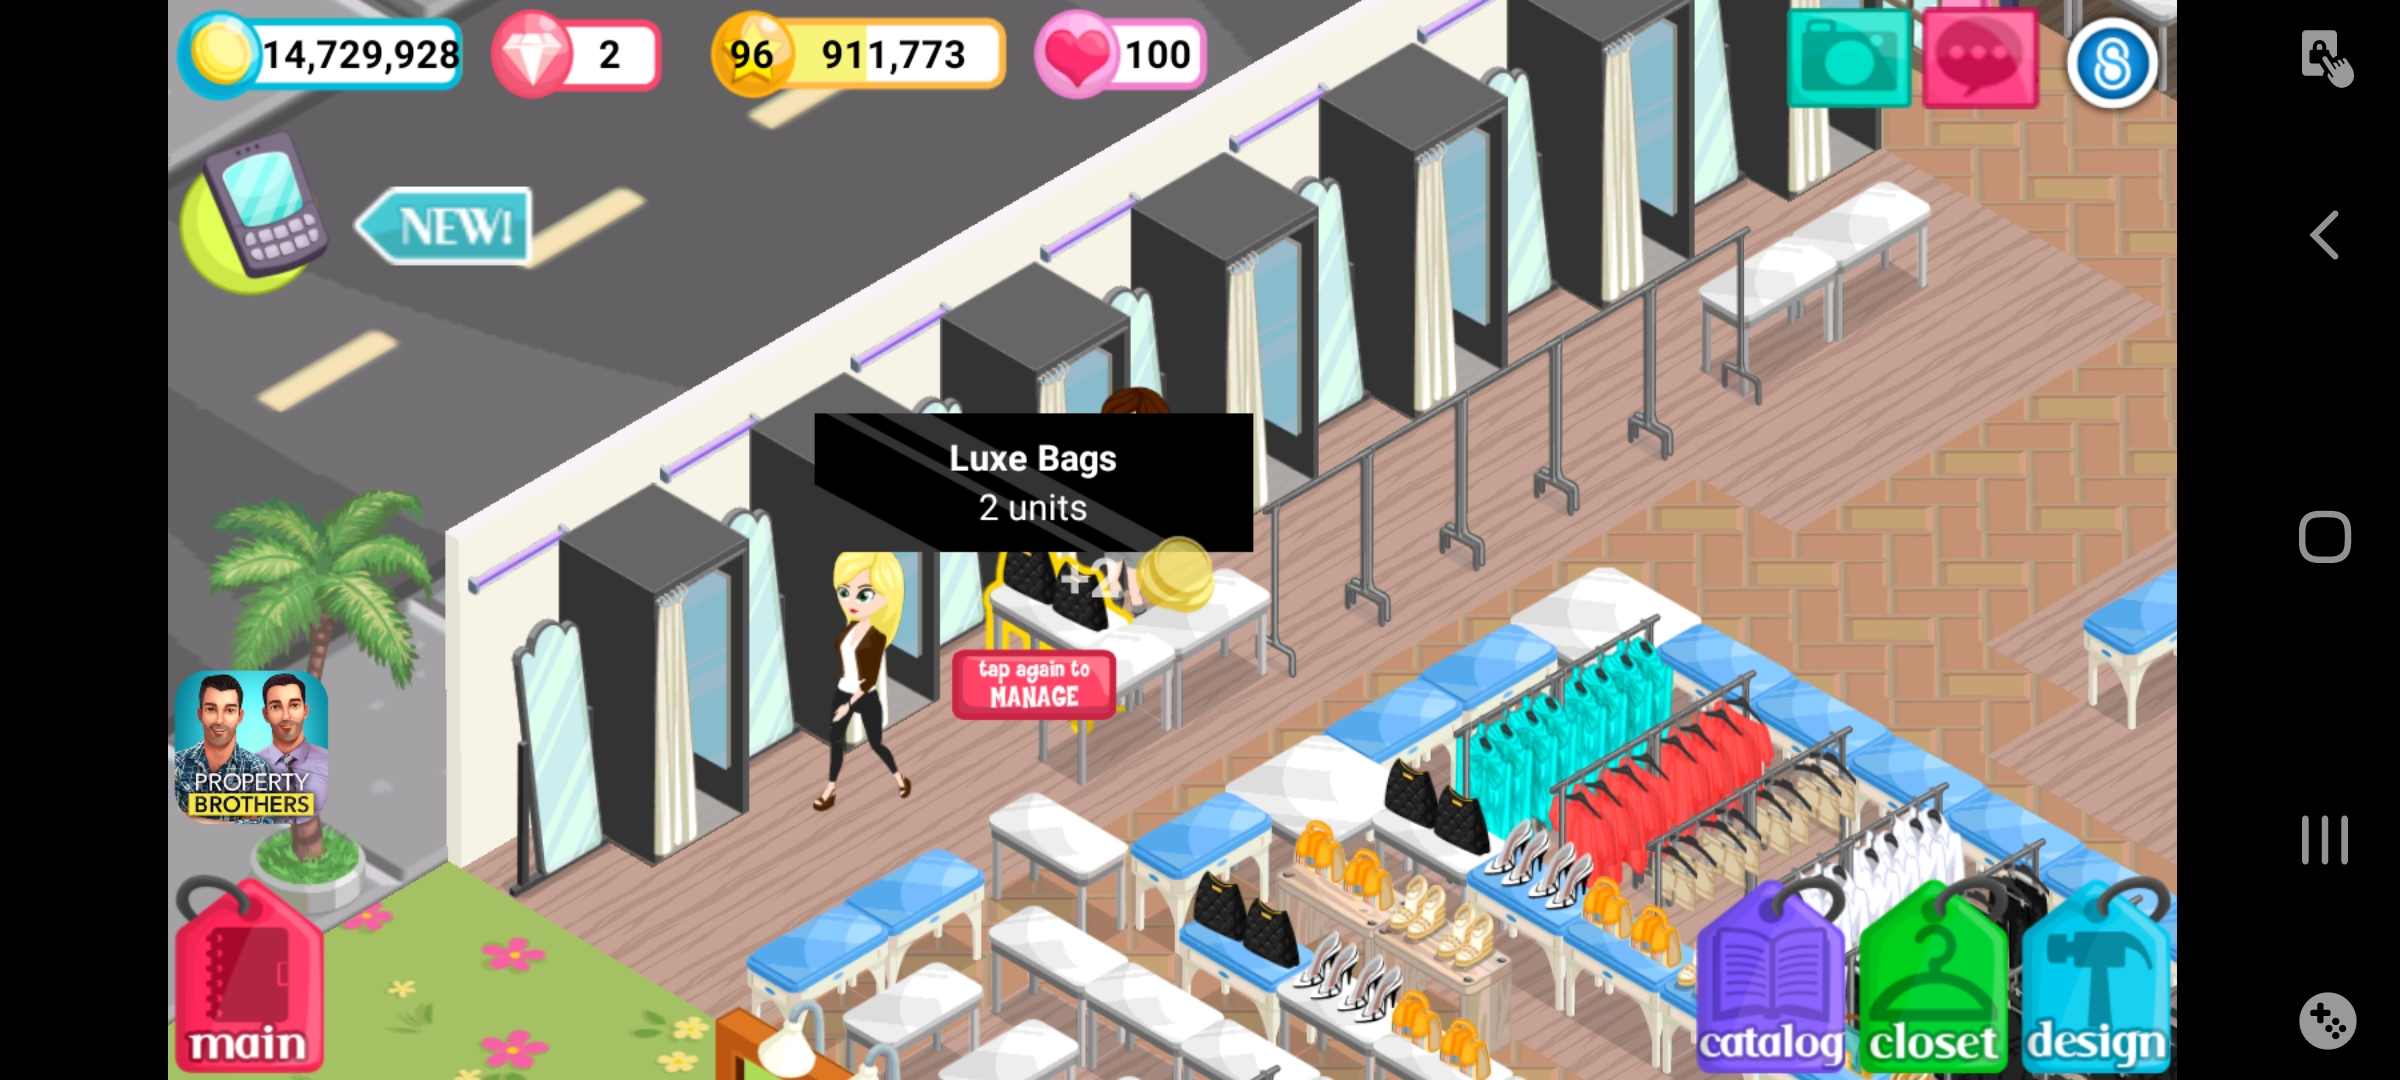 14,729,928
2
96
911,773
100
NEW!
Luxe Bags
2 units
+2
tap again to
MANAGE
PROPERTY
BROTHERS
main
catalog
closet
design